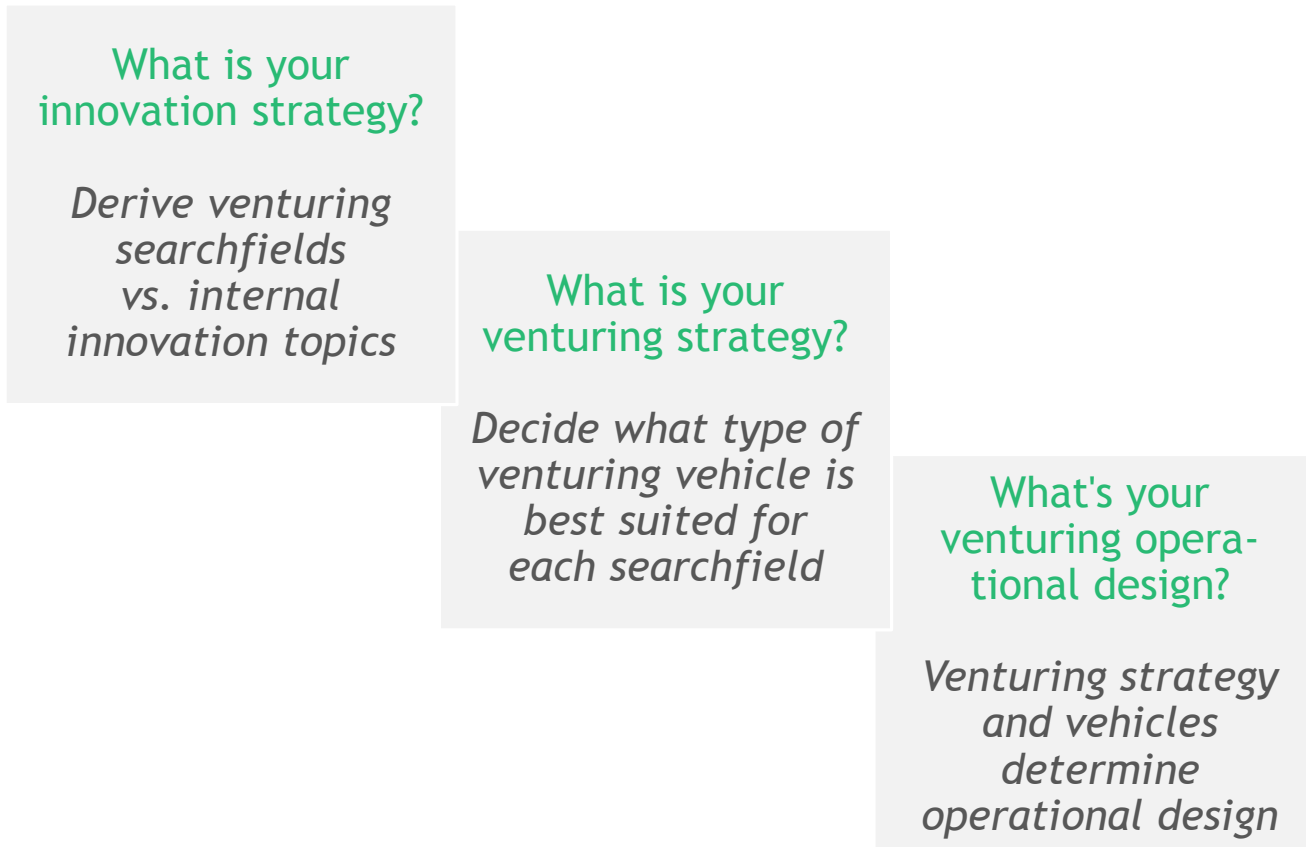 What is your
innovation strategy?
Derive venturing
searchfields
vs. internal
innovation topics
What is your
venturing strategy?
Decide what type of
venturing vehicle is
best suited for
each searchfield
What's your
venturing opera-
tional design?
Venturing strategy
and vehicles
determine
operational design